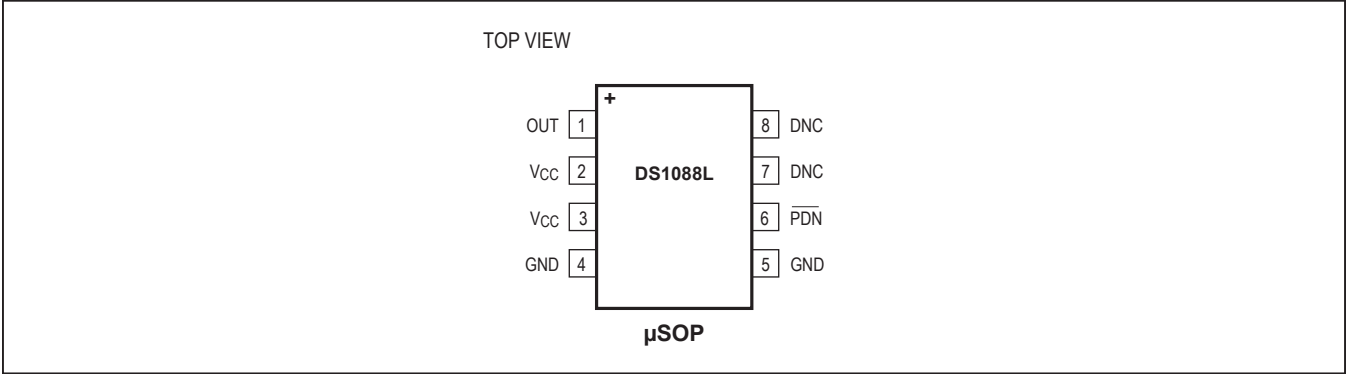 TOP VIEW
+
OUT 1 8 DNC
VCC 2 DS1088L 7 DNC
VCC 3 6 PDN
GND 4 5 GND
µSOP